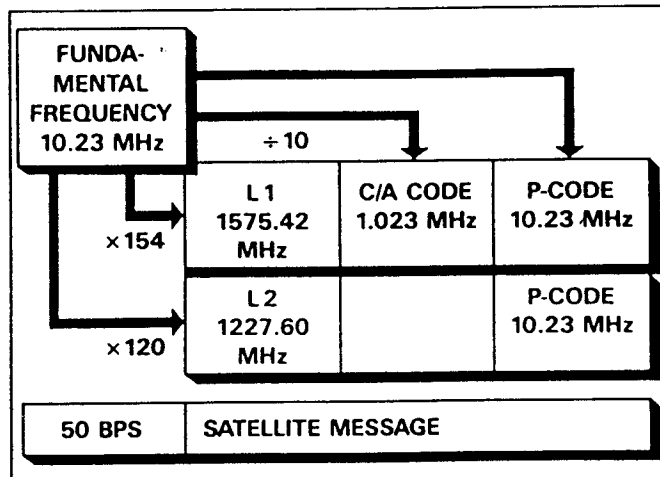 FUNDA-
MENTAL
FREQUENCY
10.23 MHz
÷10
×154
×120
L1
1575.42
MHz
C/A CODE
1.023 MHz
P-CODE
10.23 MHz
L2
1227.60
MHz
P-CODE
10.23 MHz
50 BPS
SATELLITE MESSAGE